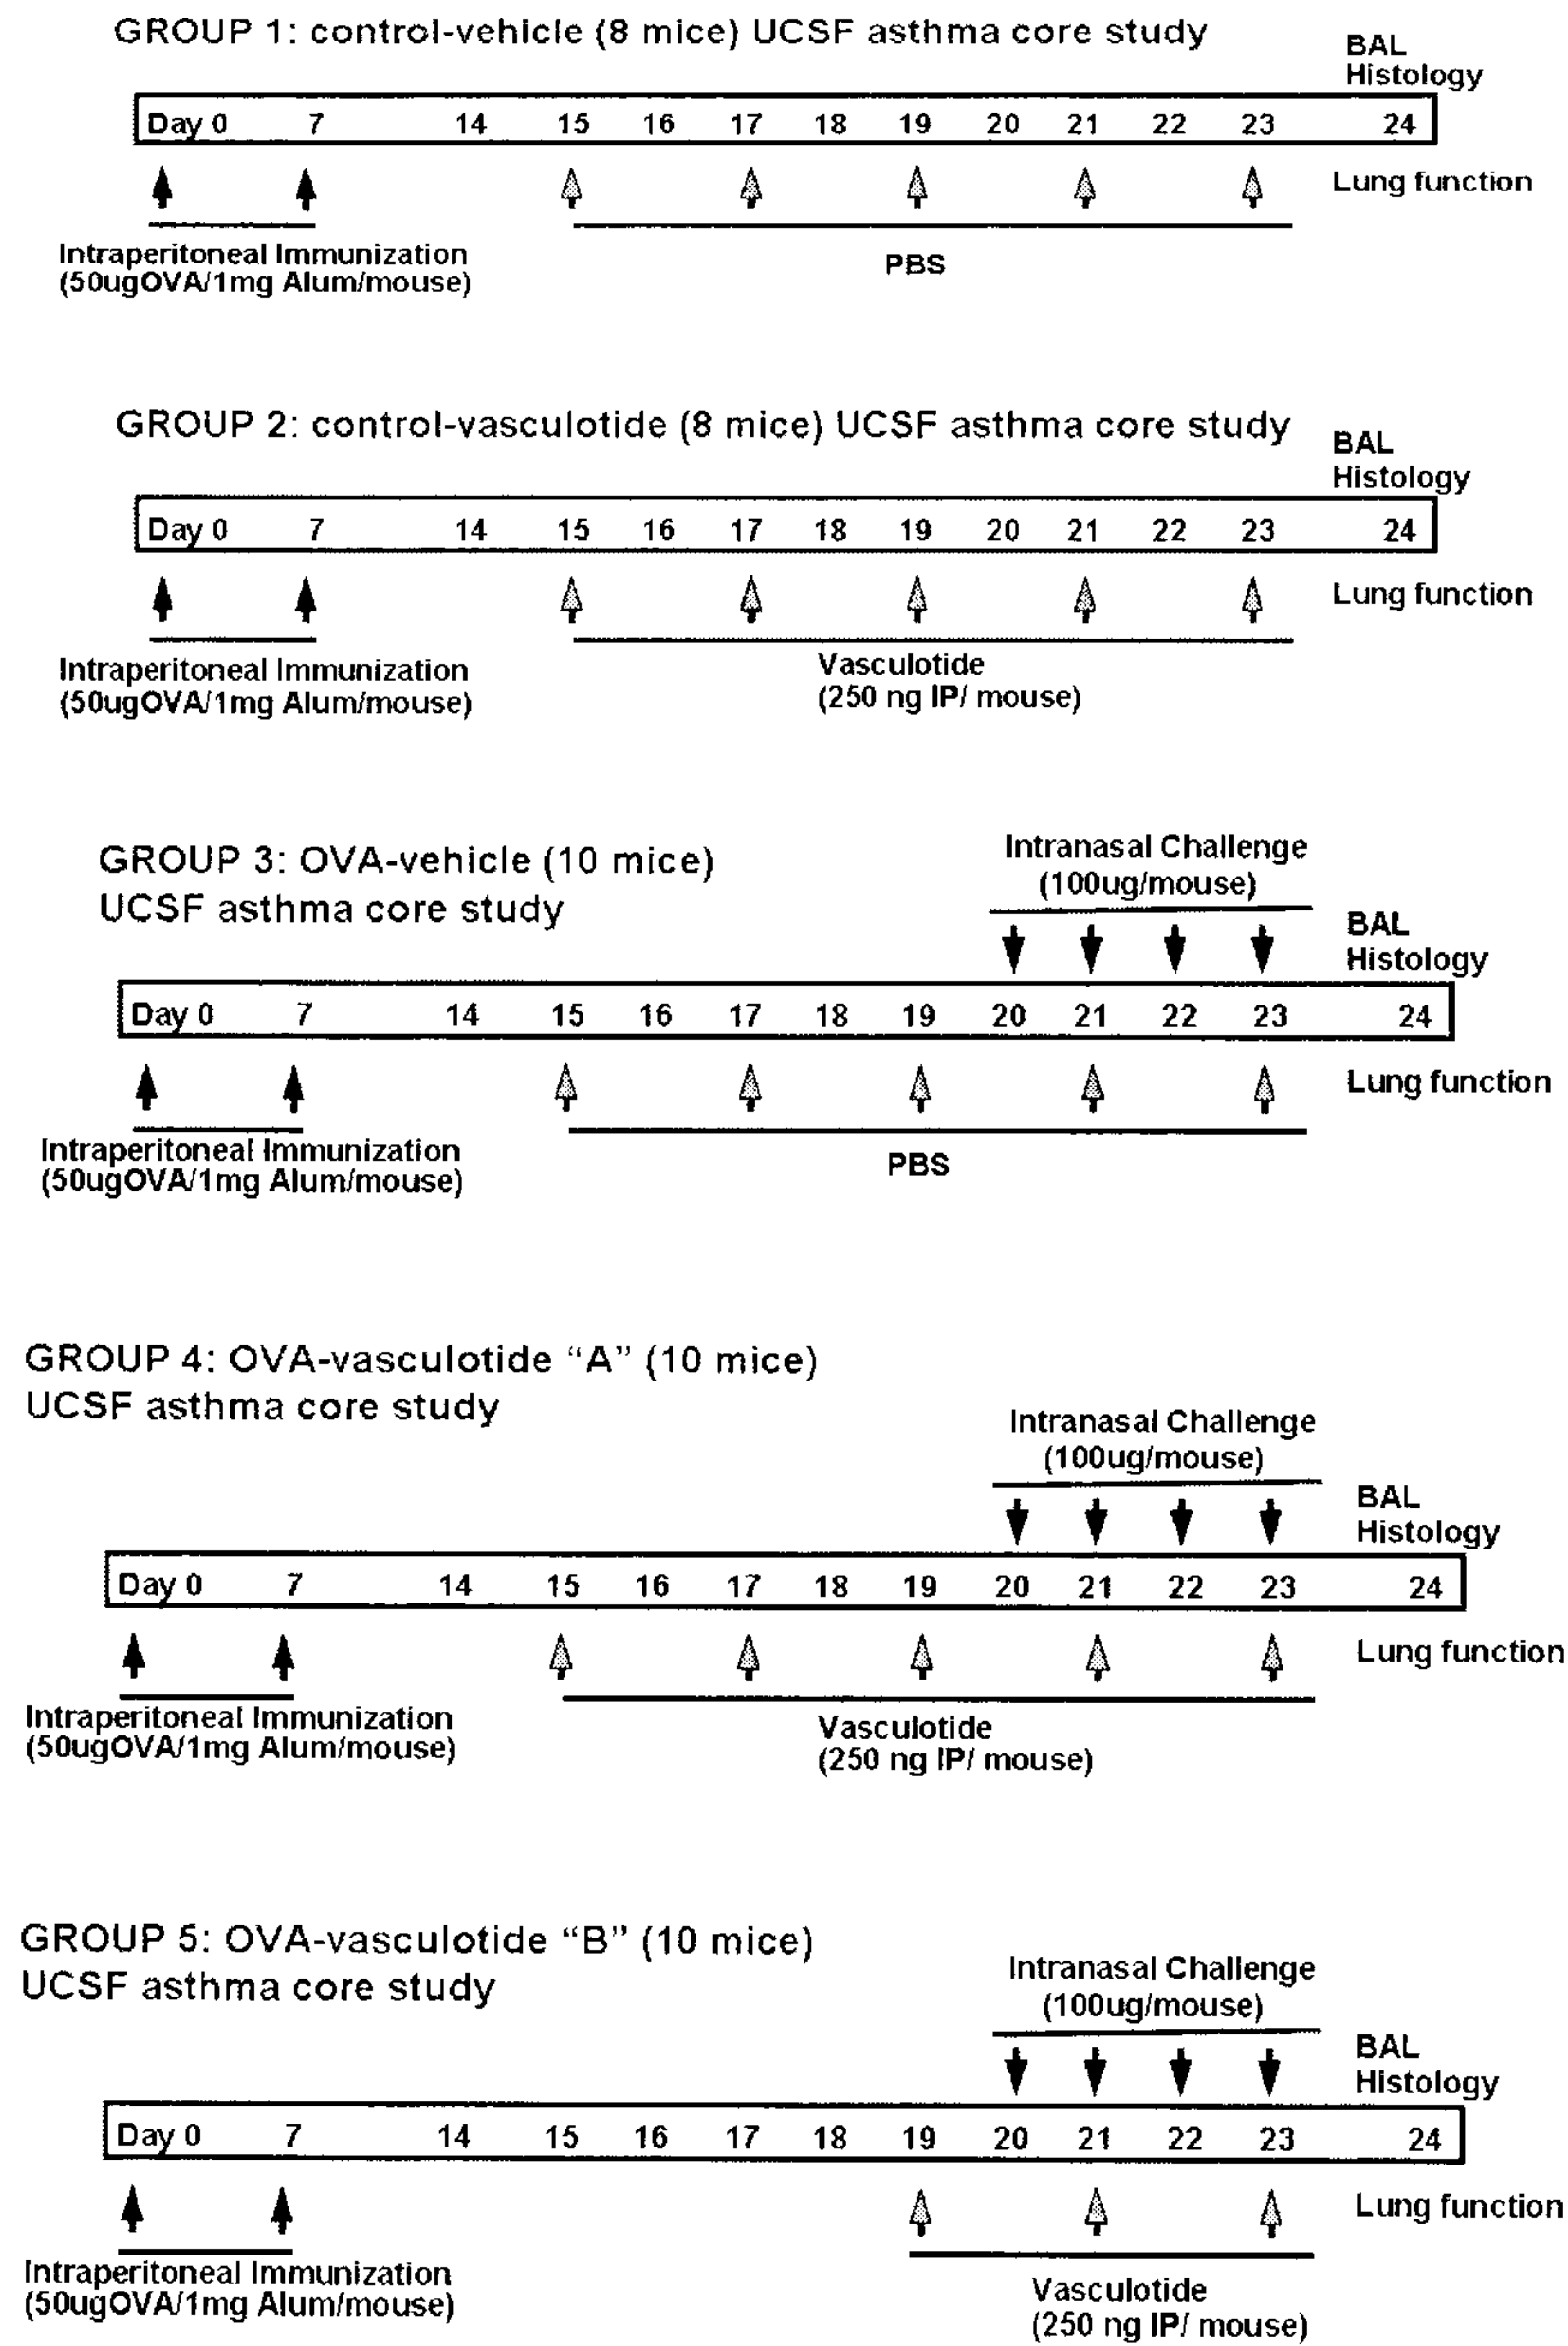 GROUP 1: control-vehicle (8 mice) UCSF asthma core study
BAL
Histology
Day 0 7 14 15 16 17 18 19 20 21 22 23 24
Lung function
Intraperitoneal Immunization
(50ugOVA/1mg Alum/mouse)
PBS
GROUP 2: control-vasculotide (8 mice) UCSF asthma core study
BAL
Histology
Day 0 7 14 15 16 17 18 19 20 21 22 23 24
Lung function
Intraperitoneal Immunization
(50ugOVA/1mg Alum/mouse)
Vasculotide
(250 ng IP/ mouse)
GROUP 3: OVA-vehicle (10 mice)
UCSF asthma core study
Intranasal Challenge
(100ug/mouse)
BAL
Histology
Day 0 7 14 15 16 17 18 19 20 21 22 23 24
Lung function
Intraperitoneal Immunization
(50ugOVA/1mg Alum/mouse)
PBS
GROUP 4: OVA-vasculotide “A” (10 mice)
UCSF asthma core study
Intranasal Challenge
(100ug/mouse)
BAL
Histology
Day 0 7 14 15 16 17 18 19 20 21 22 23 24
Lung function
Intraperitoneal Immunization
(50ugOVA/1mg Alum/mouse)
Vasculotide
(250 ng IP/ mouse)
GROUP 5: OVA-vasculotide “B” (10 mice)
UCSF asthma core study
Intranasal Challenge
(100ug/mouse)
BAL
Histology
Day 0 7 14 15 16 17 18 19 20 21 22 23 24
Lung function
Intraperitoneal Immunization
(50ugOVA/1mg Alum/mouse)
Vasculotide
(250 ng IP/ mouse)